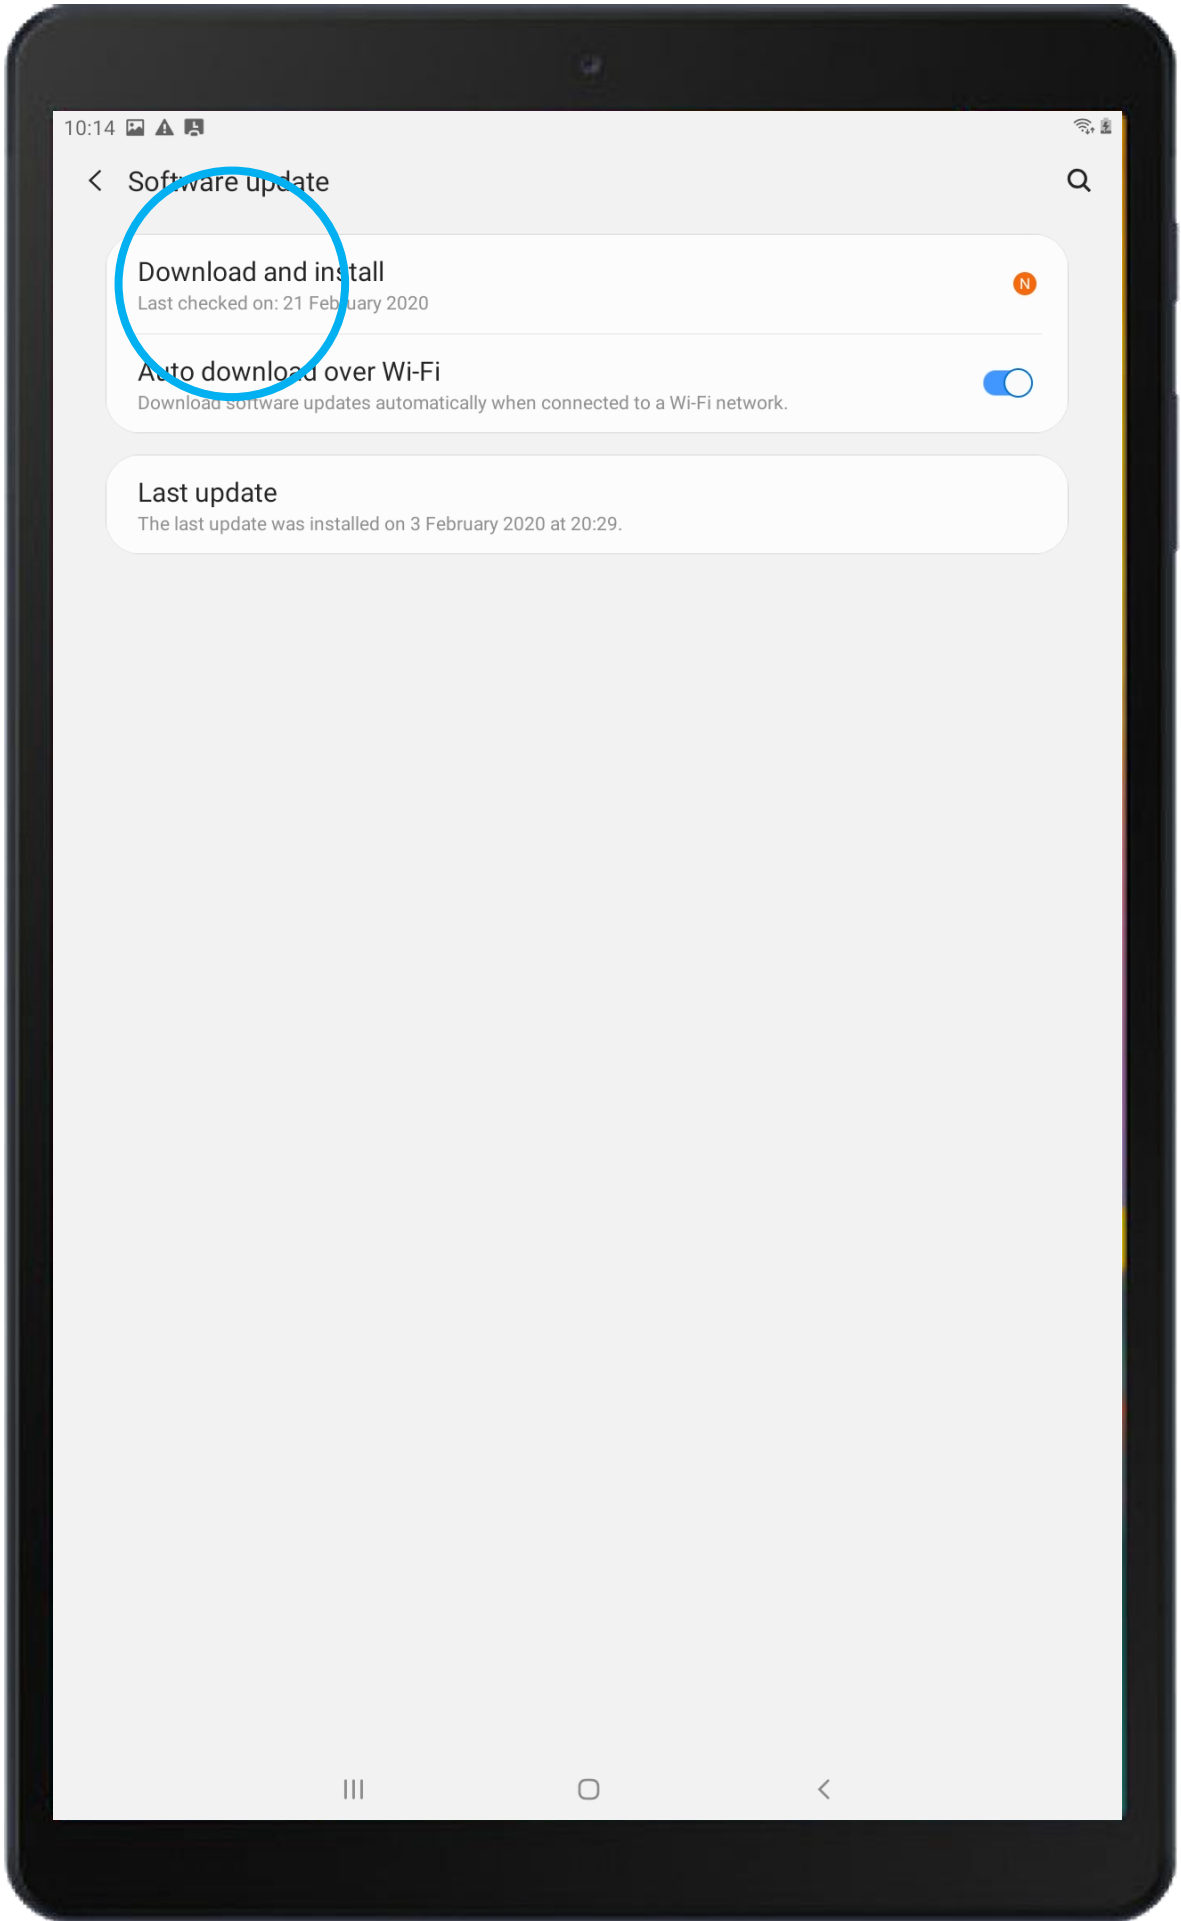 10:14
Software update
Download and install
Last checked on: 21 February 2020
N
Auto download over Wi-Fi
Download software updates automatically when connected to a Wi-Fi network.
Last update
The last update was installed on 3 February 2020 at 20:29.